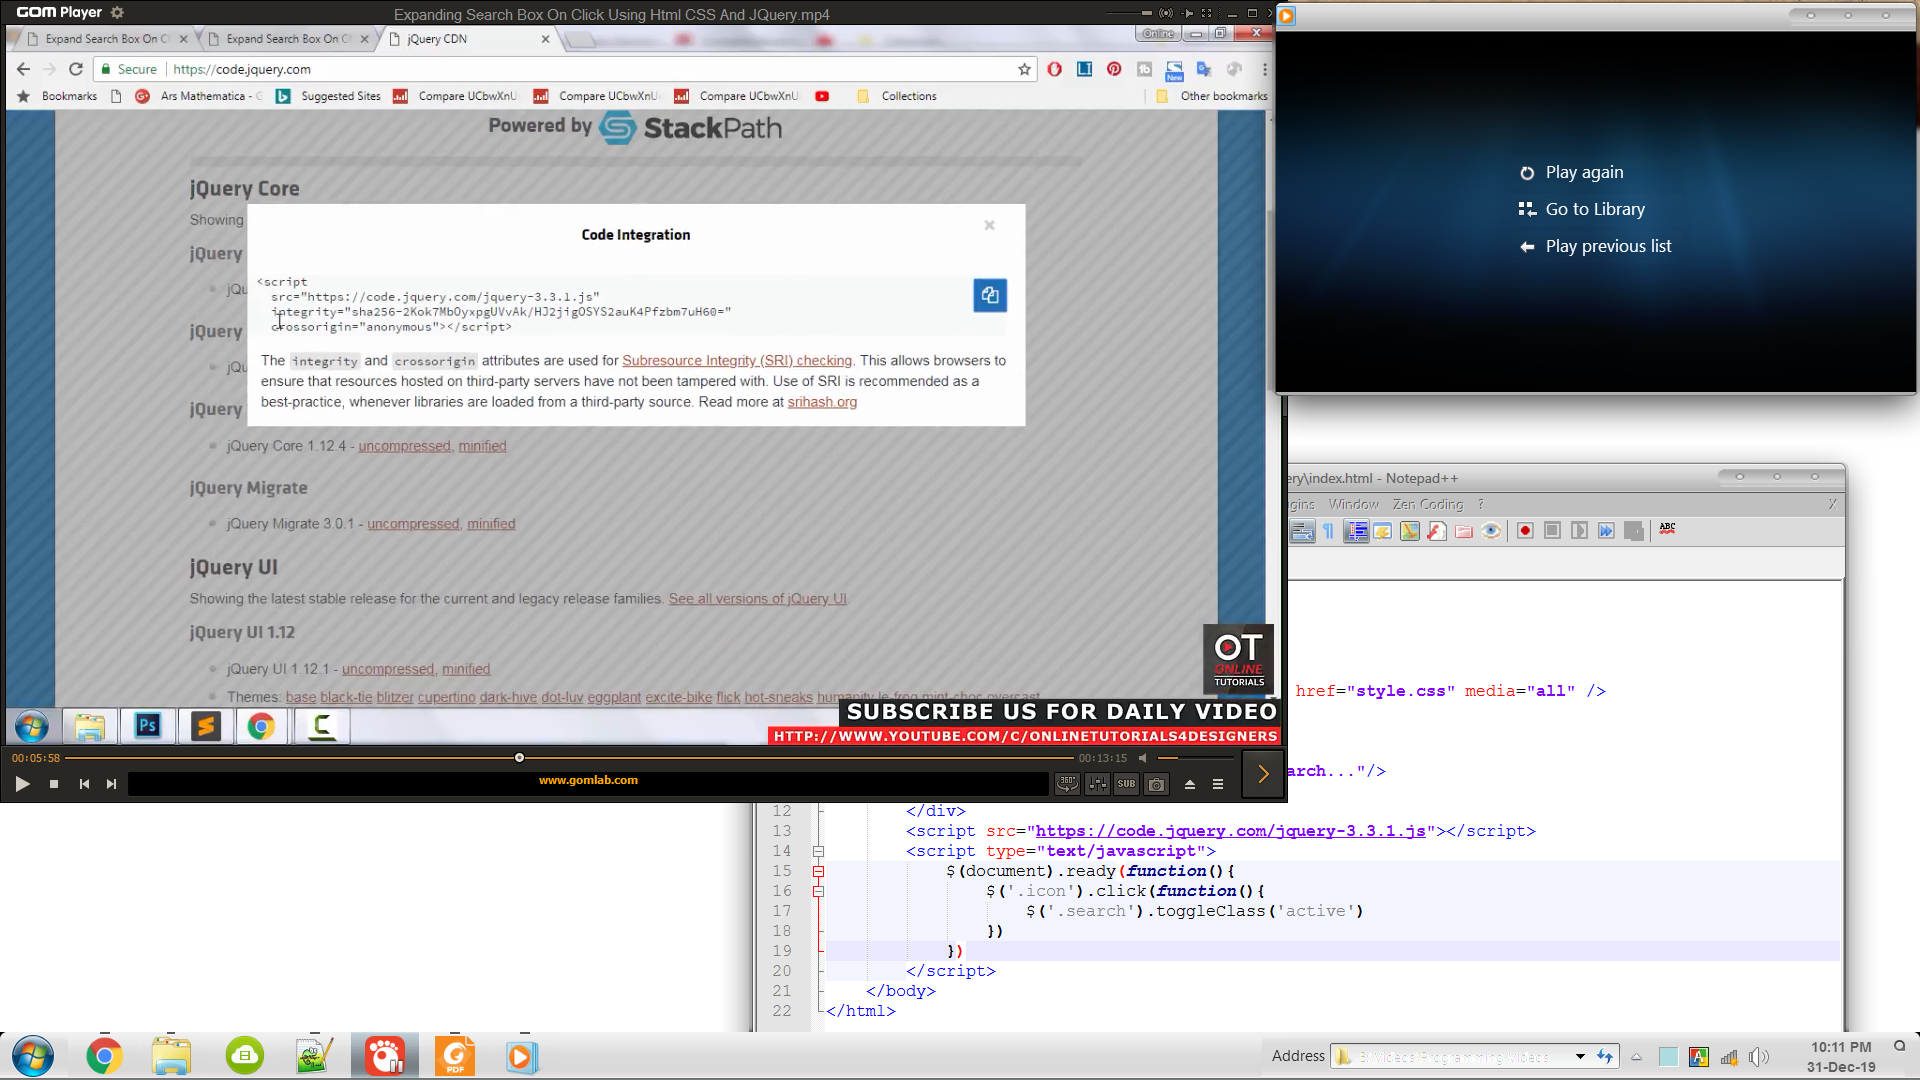 GOM Player
Expanding Search Box On Click Using Html CSS And JQuery.mp4
Expand Search Box On Cl
Expand Search Box On Cl
jQuery CDN
Online
Secure
https://code.jquery.com
New
Bookmarks
Ars Mathematica - G
Suggested Sites
Compare UCbwXnU
Compare UCbwXnU
Compare UCbwXnU
Collections
Other bookmarks
Powered by StackPath
jQuery Core
Showing
jQuery
jQu
jQuery
jQu
jQuery
Code Integration
<script
src="https://code.jquery.com/jquery-3.3.1.js"
integrity="sha256-2Kok7MbOyxpgUVvAk/HJ2jigOSYS2auK4Pfzbm7uH60="
crossorigin="anonymous"></script>
The integrity and crossorigin attributes are used for Subresource Integrity (SRI) checking. This allows browsers to
ensure that resources hosted on third-party servers have not been tampered with. Use of SRI is recommended as a
best-practice, whenever libraries are loaded from a third-party source. Read more at srihash.org
jQuery Core 1.12.4 - uncompressed, minified
jQuery Migrate
jQuery Migrate 3.0.1 - uncompressed, minified
jQuery UI
Showing the latest stable release for the current and legacy release families. See all versions of jQuery UI.
jQuery UI 1.12
jQuery UI 1.12.1 - uncompressed, minified
Themes: base black-tie blitzer cupertino dark-hive dot-luv eggplant excite-bike flick hot-sneaks humanity le-frog mint-choc overcast
OT
ONLINE
TUTORIALS
Ps
SUBSCRIBE US FOR DAILY VIDEO
HTTP://WWW.YOUTUBE.COM/C/ONLINETUTORIALS4DESIGNERS
00:05:58
00:13:15
www.gomlab.com
360°
SUB
Play again
Go to Library
Play previous list
ery\index.html - Notepad++
gins
Window
Zen Coding
?
X
ABC
href="style.css" media="all" />
arch..."/>
12 </div>
13 <script src="https://code.jquery.com/jquery-3.3.1.js"></script>
14 <script type="text/javascript">
15 $(document).ready(function(){
16 $('.icon').click(function(){
17 $('.search').toggleClass('active')
18 })
19 })
20 </script>
21 </body>
22 </html>
PDF
Address
E:\Videos\Programming Videos
10:11 PM
31-Dec-19